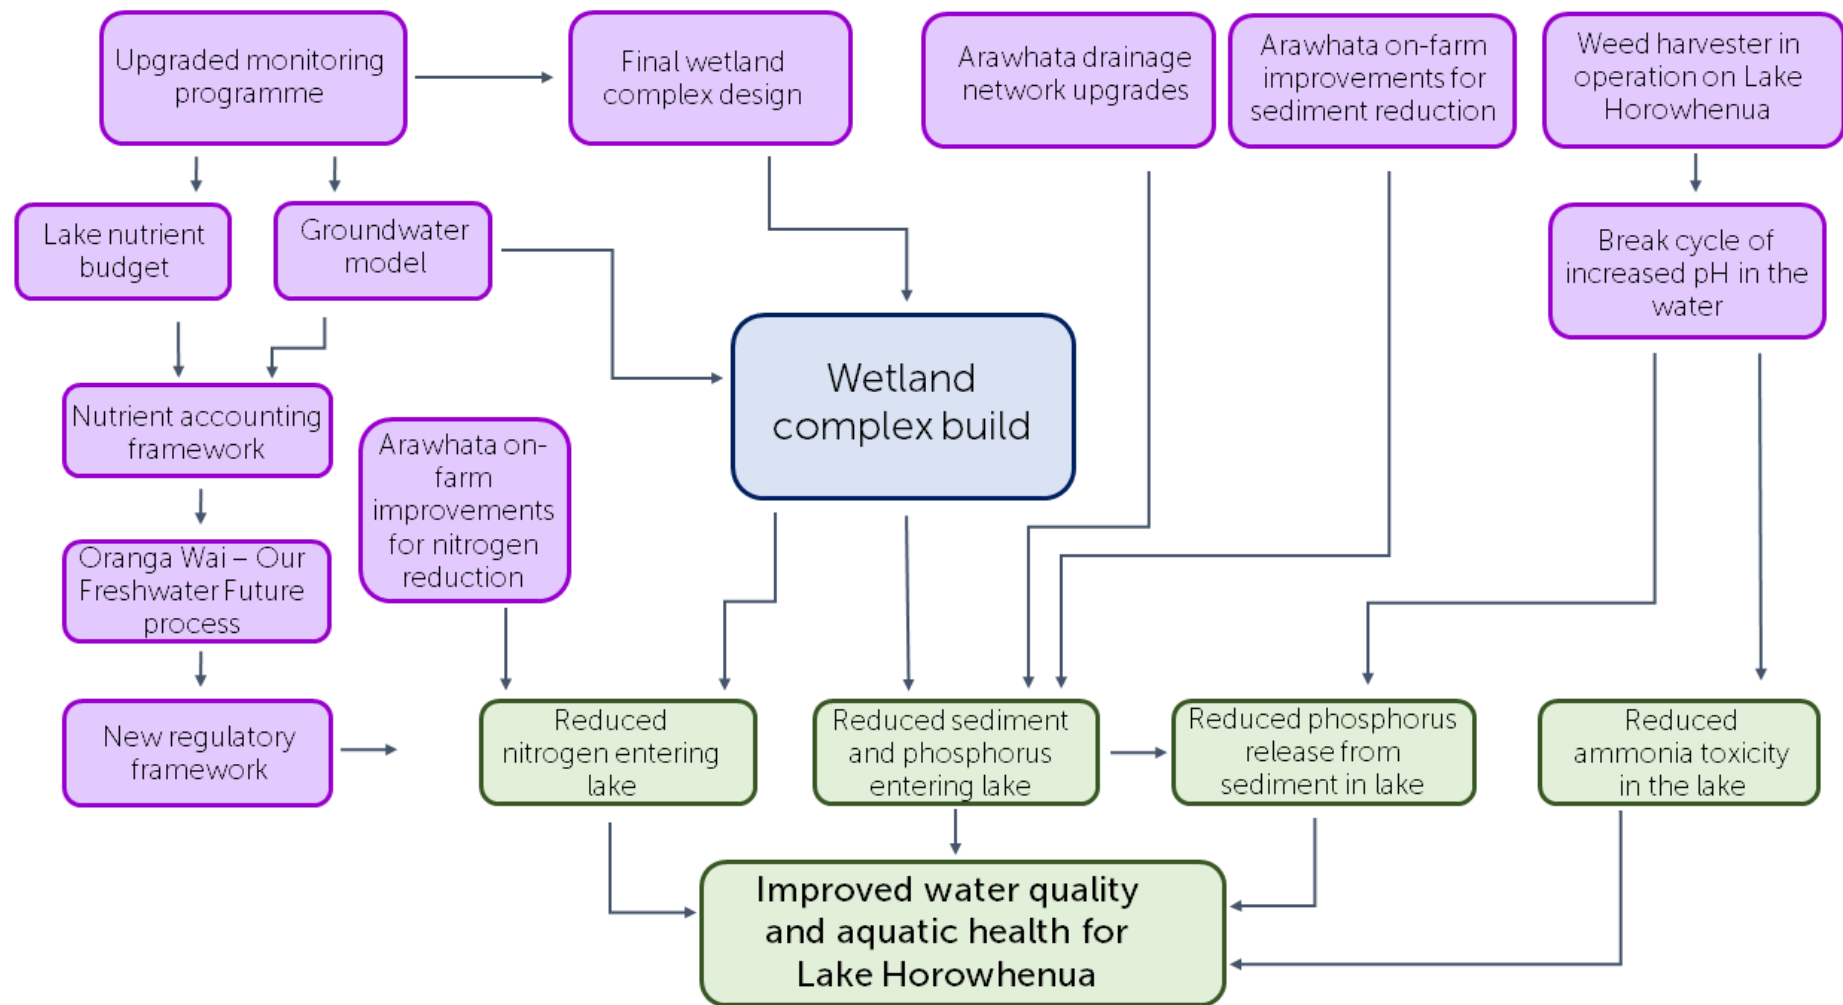 Upgraded monitoring
programme
Final wetland
complex design
Arawhata drainage
network upgrades
Arawhata on-farm
improvements for
sediment reduction
Weed harvester in
operation on Lake
Horowhenua
Lake nutrient
budget
Groundwater
model
Break cycle of
increased pH in the
water
Wetland
complex build
Nutrient accounting
framework
Arawhata on-
farm
improvements
for nitrogen
reduction
Oranga Wai – Our
Freshwater Future
process
New regulatory
framework
Reduced
nitrogen entering
lake
Reduced sediment
and phosphorus
entering lake
Reduced phosphorus
release from
sediment in lake
Reduced
ammonia toxicity
in the lake
Improved water quality
and aquatic health for
Lake Horowhenua